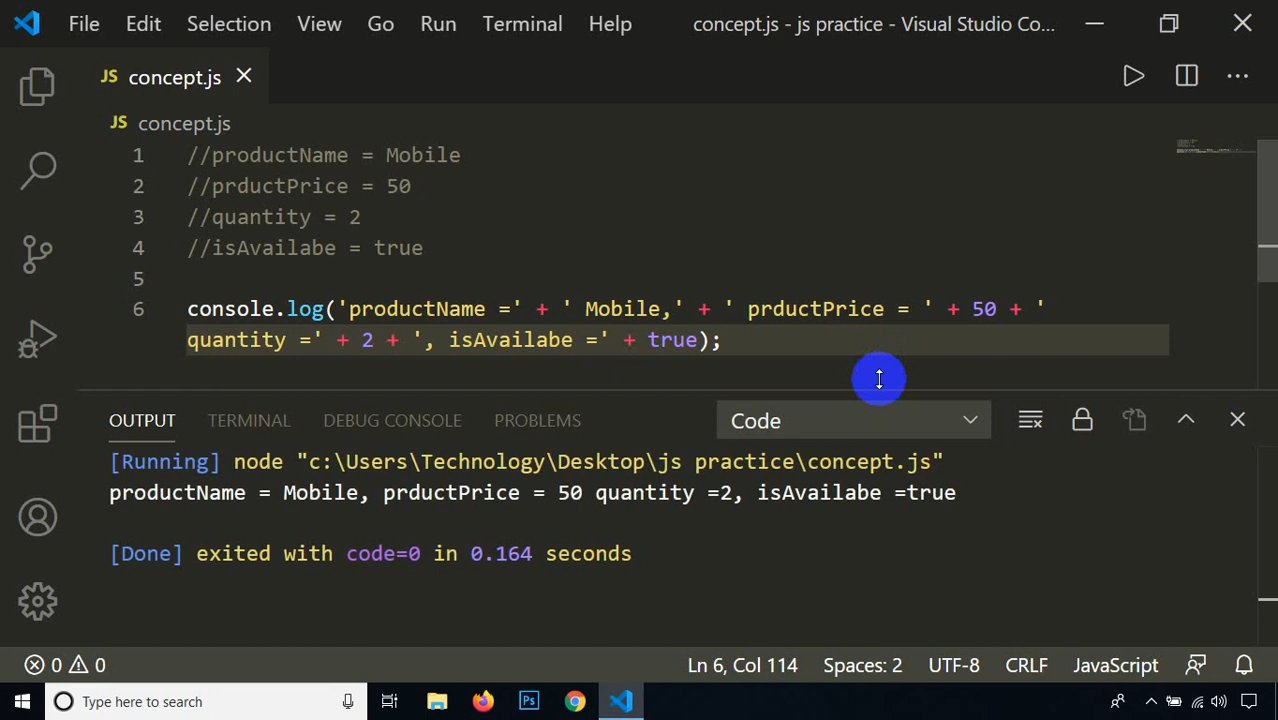 File Edit Selection View Go Run Terminal Help concept.js - js practice - Visual Studio Co...
JS concept.js
JS concept.js
1 //productName = Mobile
2 //prductPrice = 50
3 //quantity = 2
4 //isAvailabe = true
5
6 console.log('productName =' + ' Mobile,' + ' prductPrice = ' + 50 + '
quantity =' + 2 + ', isAvailabe =' + true);
OUTPUT TERMINAL DEBUG CONSOLE PROBLEMS Code
[Running] node "c:\Users\Technology\Desktop\js practice\concept.js"
productName = Mobile, prductPrice = 50 quantity =2, isAvailabe =true
[Done] exited with code=0 in 0.164 seconds
0 0 Ln 6, Col 114 Spaces: 2 UTF-8 CRLF JavaScript
Type here to search Ps